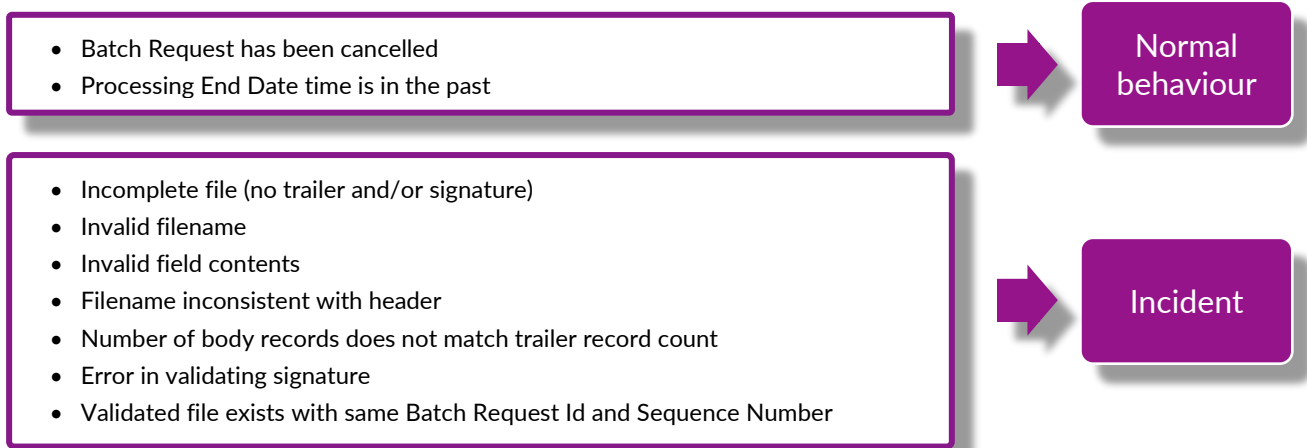 • Batch Request has been cancelled
• Processing End Date time is in the past
Normal
behaviour
• Incomplete file (no trailer and/or signature)
• Invalid filename
• Invalid field contents
• Filename inconsistent with header
• Number of body records does not match trailer record count
• Error in validating signature
• Validated file exists with same Batch Request Id and Sequence Number
Incident